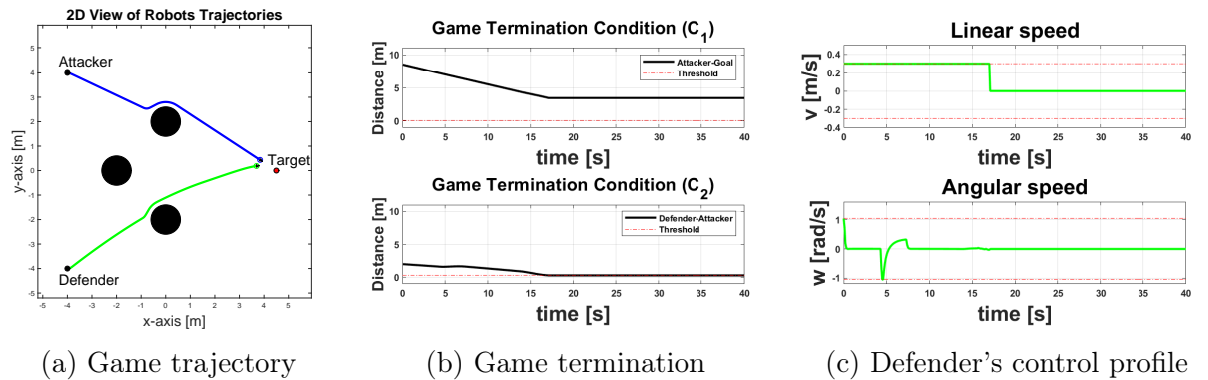 2D View of Robots Trajectories
Attacker
Target
Defender
5
4
3
2
1
0
-1
-2
-3
-4
-5
y-axis [m]
-5 -4 -3 -2 -1 0 1 2 3 4 5
x-axis [m]
(a) Game trajectory
Game Termination Condition (C1)
Attacker-Goal
Threshold
Distance [m]
10
5
0
0 5 10 15 20 25 30 35 40
time [s]
Game Termination Condition (C2)
Defender-Attacker
Threshold
Distance [m]
10
5
0
0 5 10 15 20 25 30 35 40
time [s]
(b) Game termination
Linear speed
v [m/s]
0.4
0.2
0
-0.2
-0.4
0 5 10 15 20 25 30 35 40
time [s]
Angular speed
w [rad/s]
1
0
-1
0 5 10 15 20 25 30 35 40
time [s]
(c) Defender's control profile